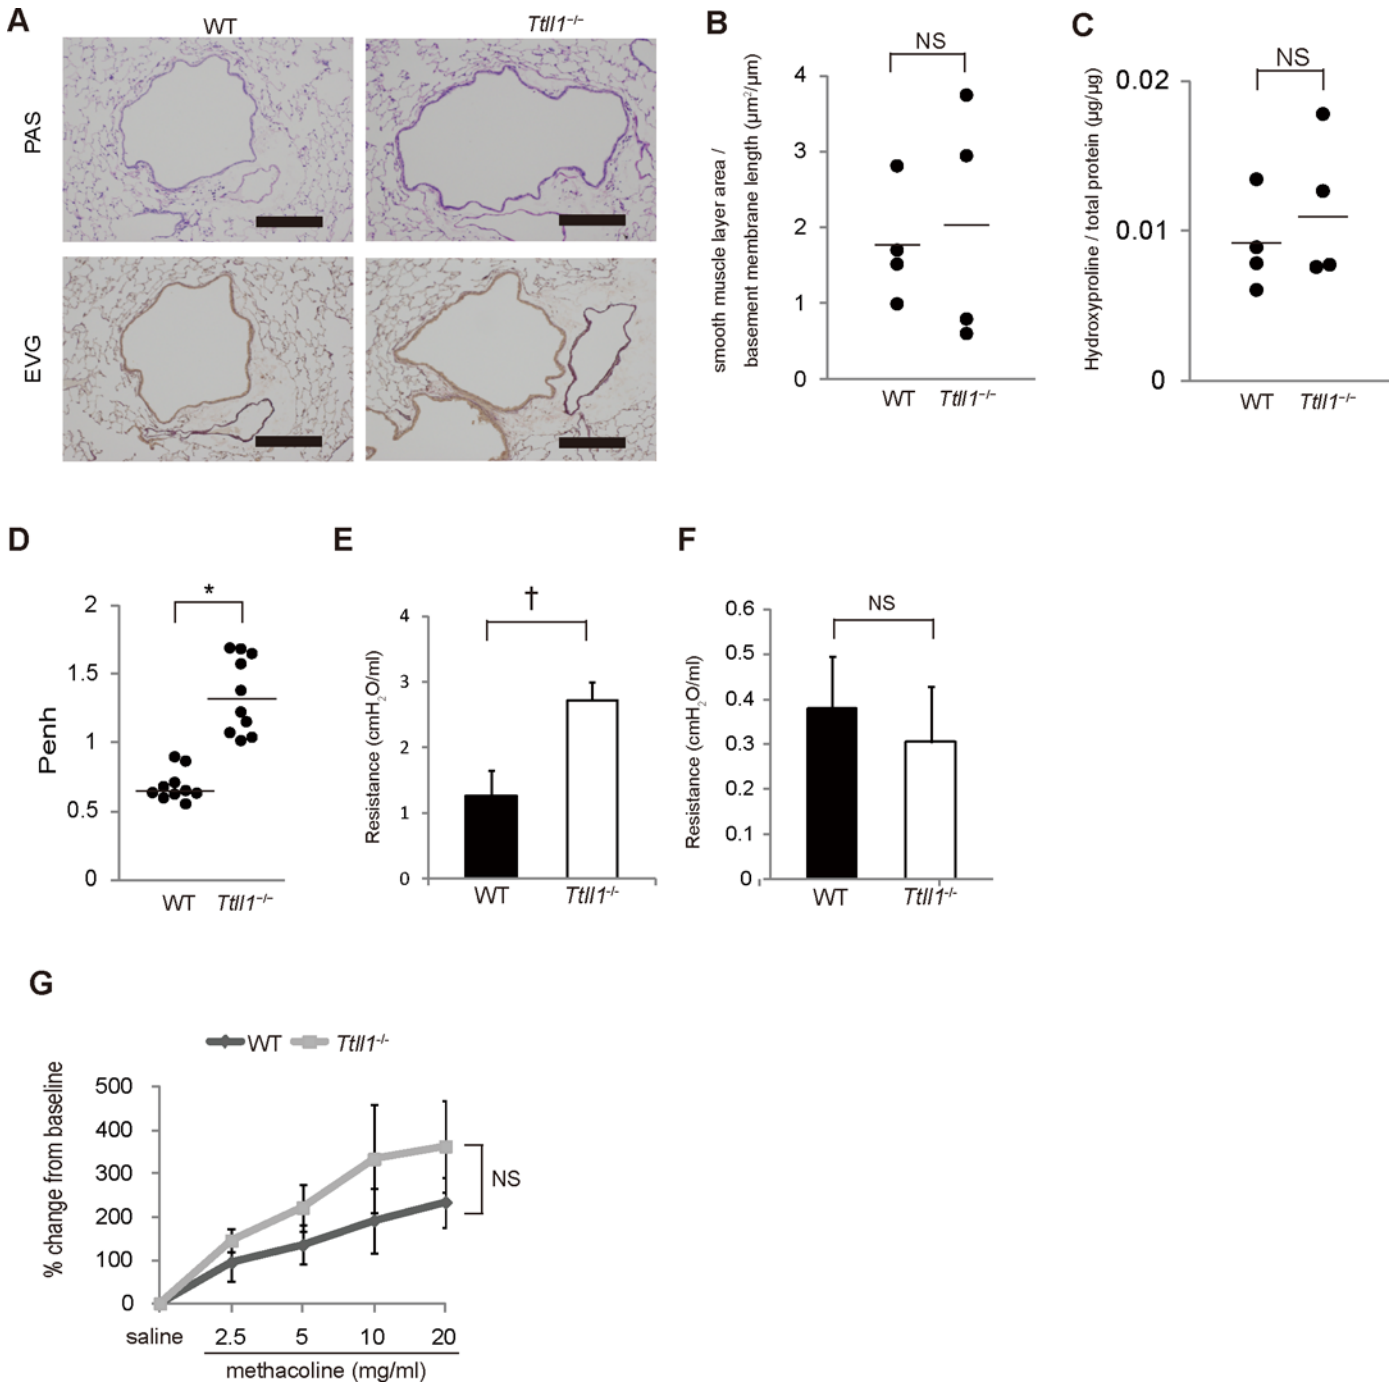 A
WT
Ttll1⁻/⁻
PAS
EVG
B
NS
smooth muscle layer area /
basement membrane length (μm²/μm)
4
3
2
1
0
WT
Ttll1⁻/⁻
C
NS
Hydroxyproline / total protein (μg/μg)
0.02
0.01
0
WT
Ttll1⁻/⁻
D
*
Penh
2
1.5
1
0.5
0
WT
Ttll1⁻/⁻
E
†
Resistance (cmH₂O/ml)
4
3
2
1
0
WT
Ttll1⁻/⁻
F
NS
Resistance (cmH₂O/ml)
0.6
0.5
0.4
0.3
0.2
0.1
0
WT
Ttll1⁻/⁻
G
WT
Ttll1⁻/⁻
% change from baseline
500
400
300
200
100
0
NS
saline 2.5 5 10 20
methacoline (mg/ml)